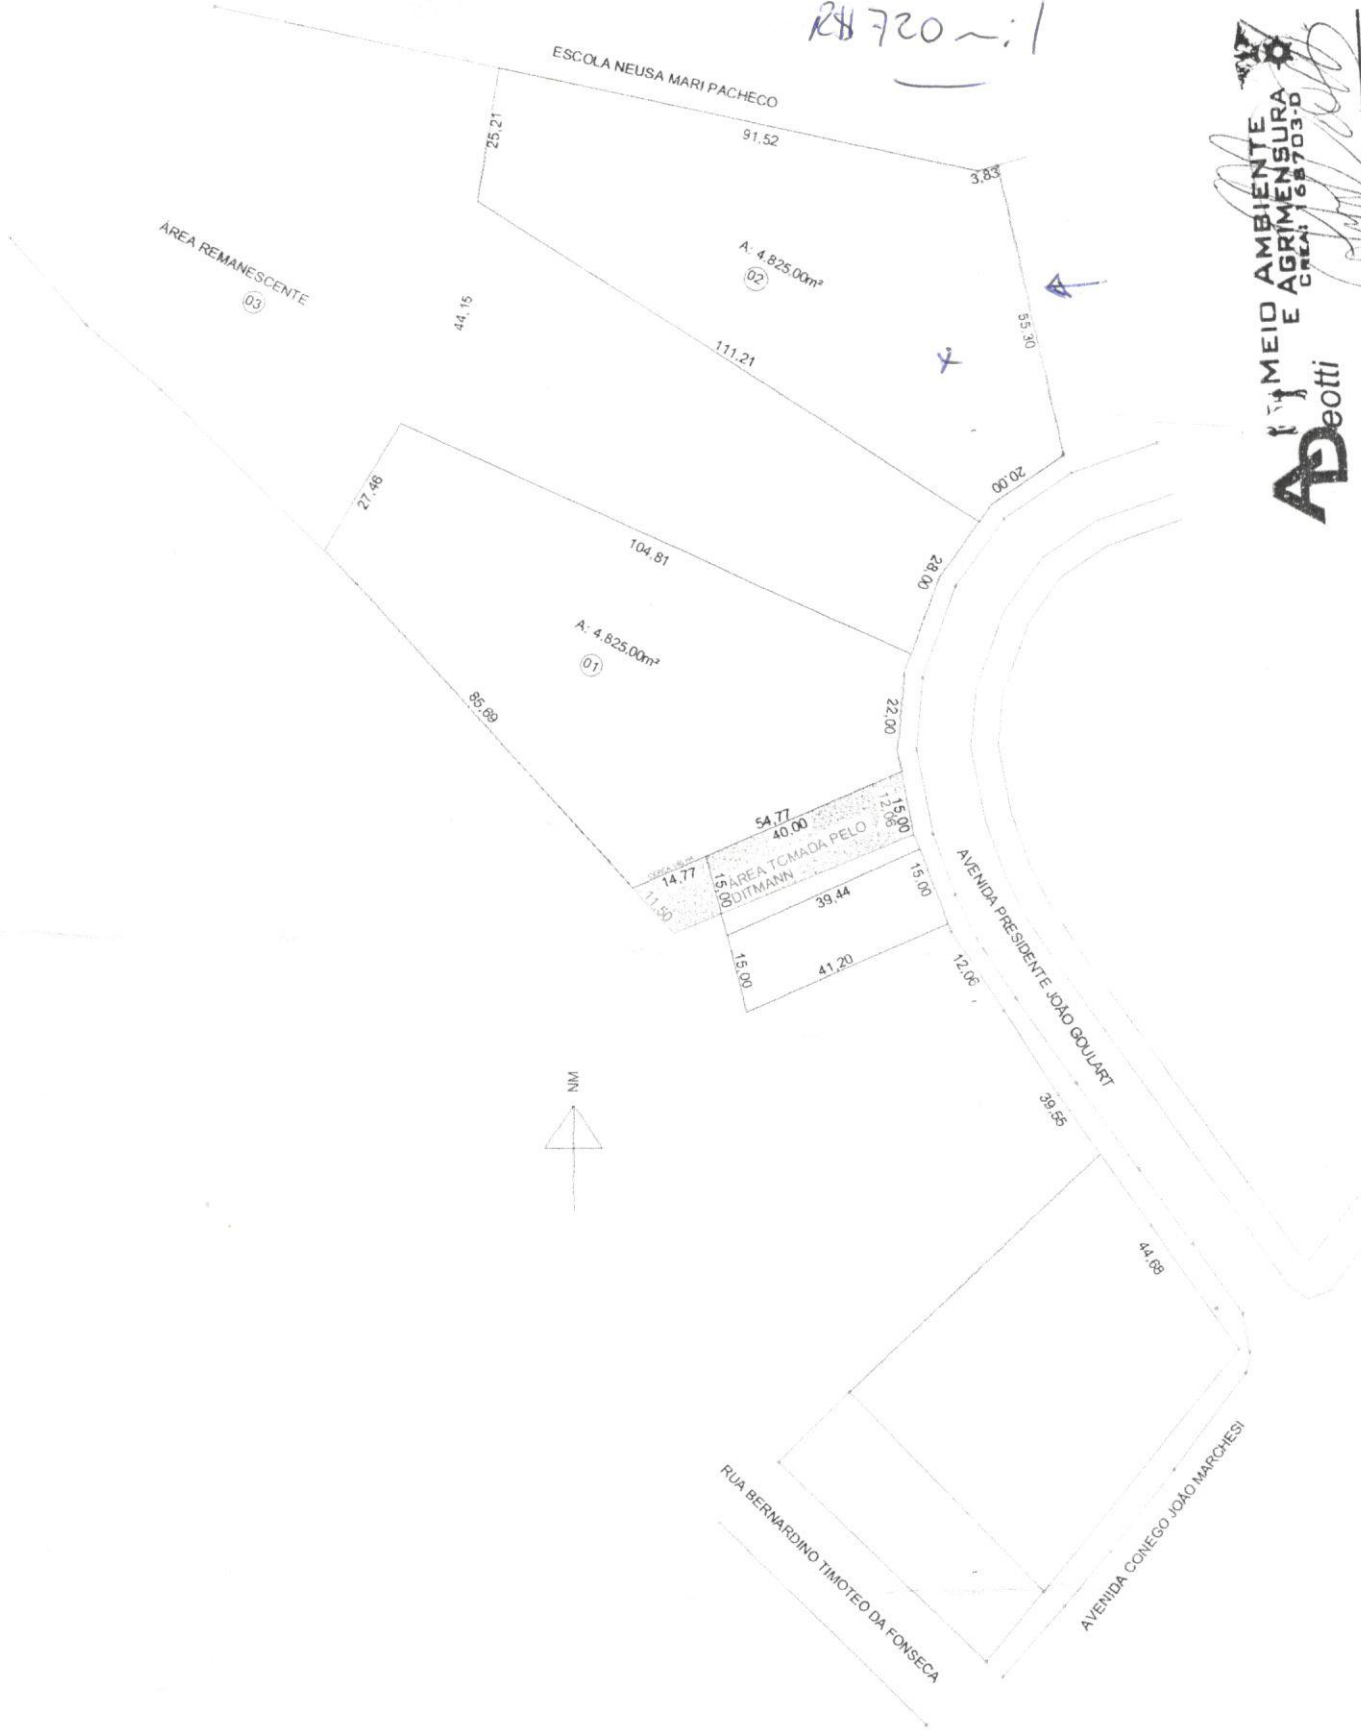 R$ 720 mil
ESCOLA NEUSA MARI PACHECO
25,21
91,52
3,83
ÁREA REMANESCENTE
03
44,15
A: 4.825,00m²
02
55,30
111,21
20,00
27,46
104,81
28,00
A: 4.825,00m²
01
85,69
22,00
54,77
40,00
15,00
12,06
14,77
11,50
15,00
ÁREA TOMADA PELO
DITMANN
39,44
15,00
15,00
41,20
12,06
AVENIDA PRESIDENTE JOÃO GOULART
NM
39,55
44,68
RUA BERNARDINO TIMOTEO DA FONSECA
AVENIDA CONEGO JOÃO MARCHESI
MEIO AMBIENTE
E AGRIMENSURA
CREA: 168703-D
ADeotti